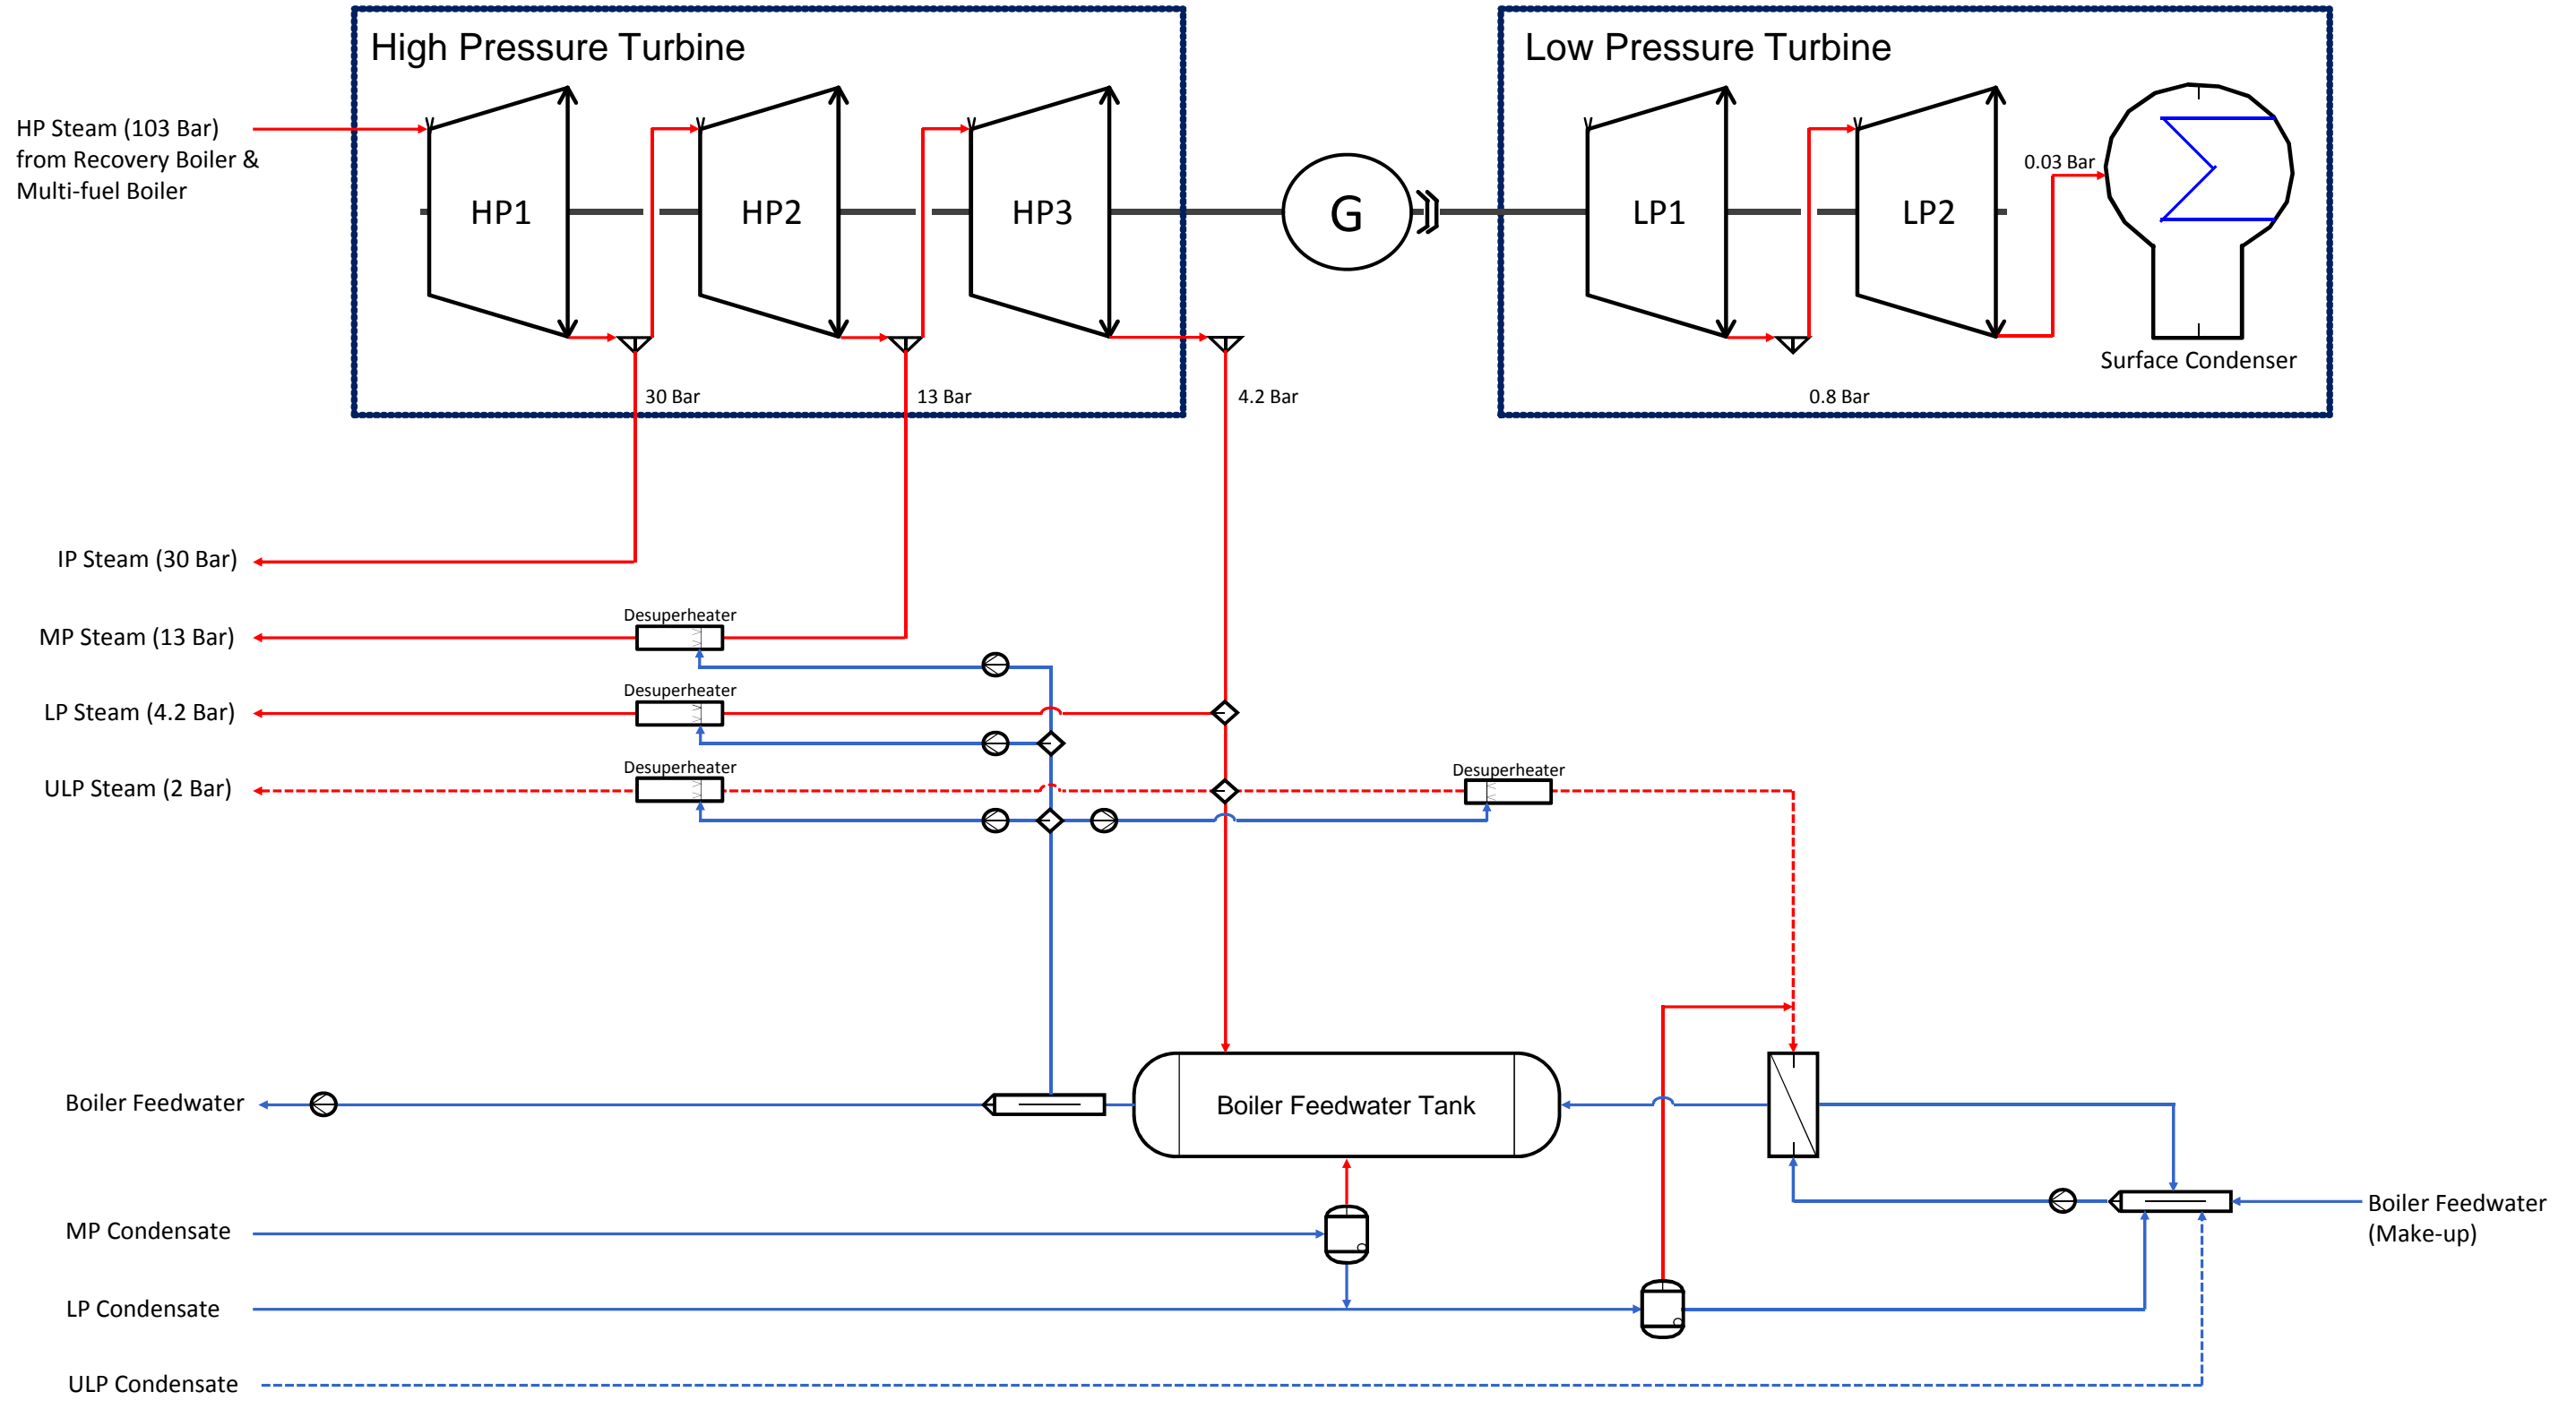 High Pressure Turbine
Low Pressure Turbine
HP Steam (103 Bar)
from Recovery Boiler &
Multi-fuel Boiler
HP1
HP2
HP3
G
LP1
LP2
0.03 Bar
Surface Condenser
30 Bar
13 Bar
4.2 Bar
0.8 Bar
IP Steam (30 Bar)
Desuperheater
MP Steam (13 Bar)
Desuperheater
LP Steam (4.2 Bar)
Desuperheater
Desuperheater
ULP Steam (2 Bar)
Boiler Feedwater
Boiler Feedwater Tank
Boiler Feedwater
(Make-up)
MP Condensate
LP Condensate
ULP Condensate